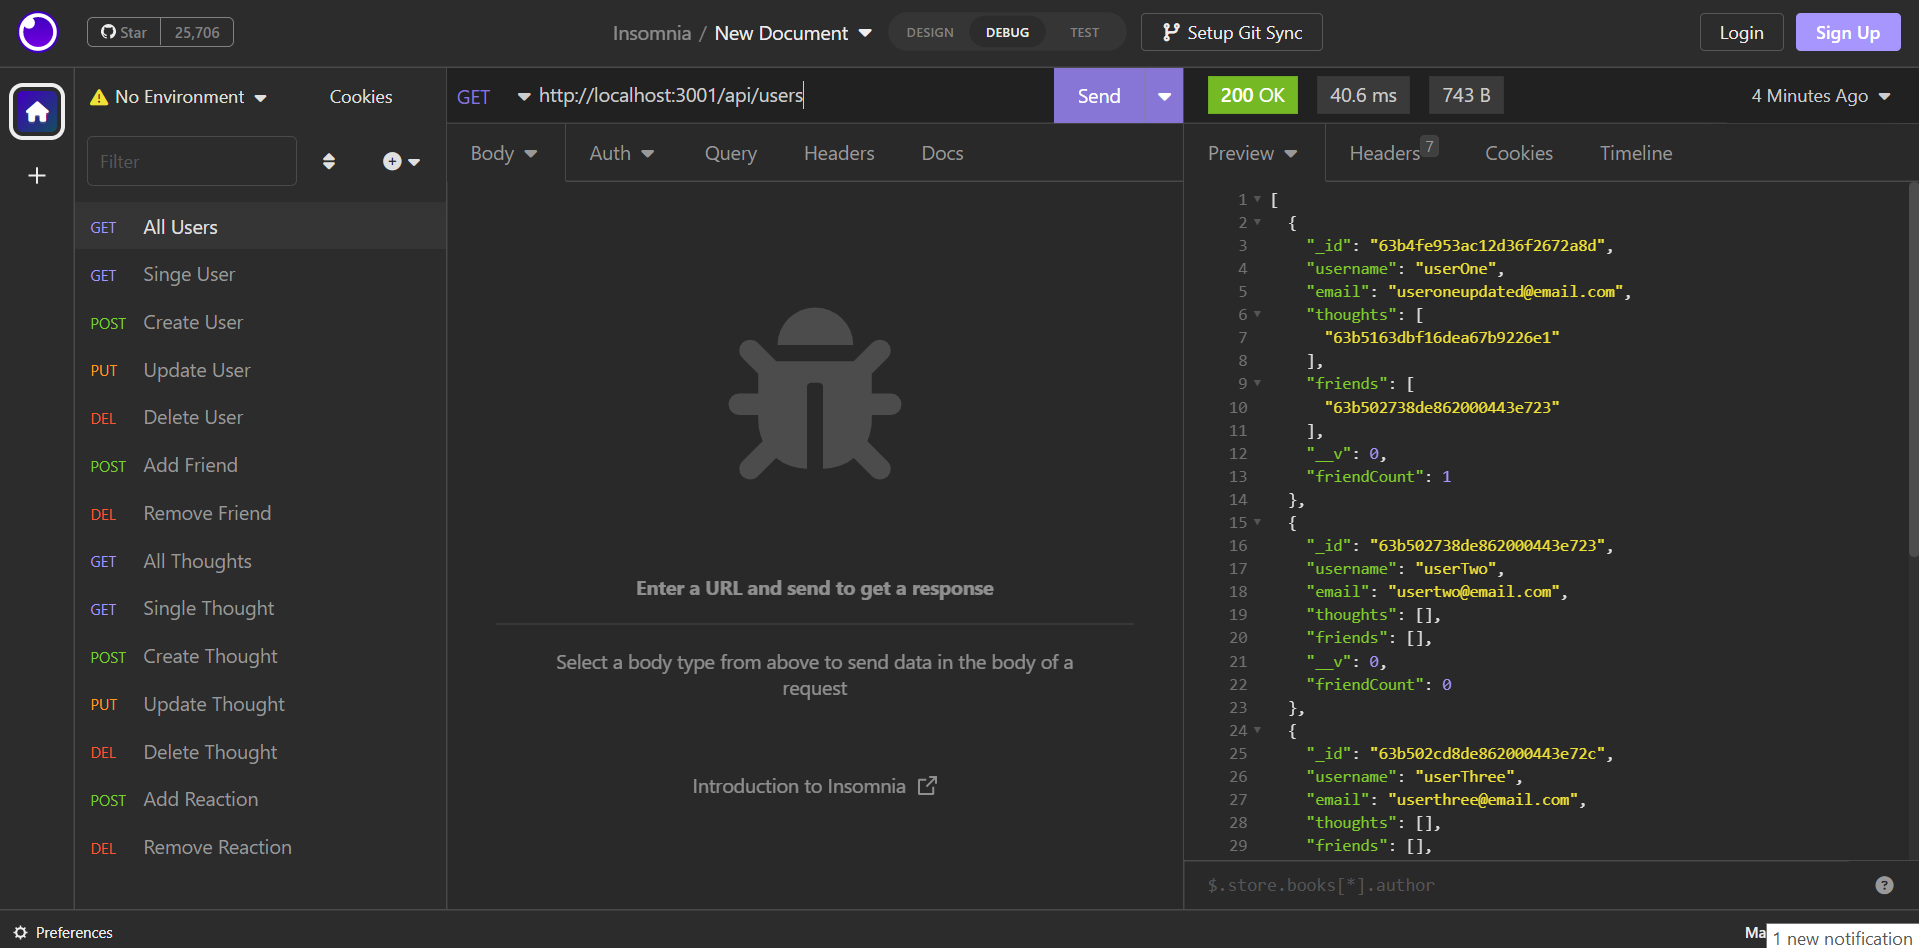 Star 25,706
Insomnia / New Document
DESIGN DEBUG TEST
Setup Git Sync
Login
Sign Up
No Environment
Cookies
Filter
GET All Users
GET Singe User
POST Create User
PUT Update User
DEL Delete User
POST Add Friend
DEL Remove Friend
GET All Thoughts
GET Single Thought
POST Create Thought
PUT Update Thought
DEL Delete Thought
POST Add Reaction
DEL Remove Reaction
GET http://localhost:3001/api/users Send
Body Auth Query Headers Docs
Enter a URL and send to get a response
Select a body type from above to send data in the body of a
request
Introduction to Insomnia
200 OK 40.6 ms 743 B 4 Minutes Ago
Preview Headers 7 Cookies Timeline
1 [
2 {
3 "_id": "63b4fe953ac12d36f2672a8d",
4 "username": "userOne",
5 "email": "useroneupdated@email.com",
6 "thoughts": [
7 "63b5163dbf16dea67b9226e1"
8 ],
9 "friends": [
10 "63b502738de862000443e723"
11 ],
12 "__v": 0,
13 "friendCount": 1
14 },
15 {
16 "_id": "63b502738de862000443e723",
17 "username": "userTwo",
18 "email": "usertwo@email.com",
19 "thoughts": [],
20 "friends": [],
21 "__v": 0,
22 "friendCount": 0
23 },
24 {
25 "_id": "63b502cd8de862000443e72c",
26 "username": "userThree",
27 "email": "userthree@email.com",
28 "thoughts": [],
29 "friends": [],
$.store.books[*].author
Preferences
Ma
1 new notification